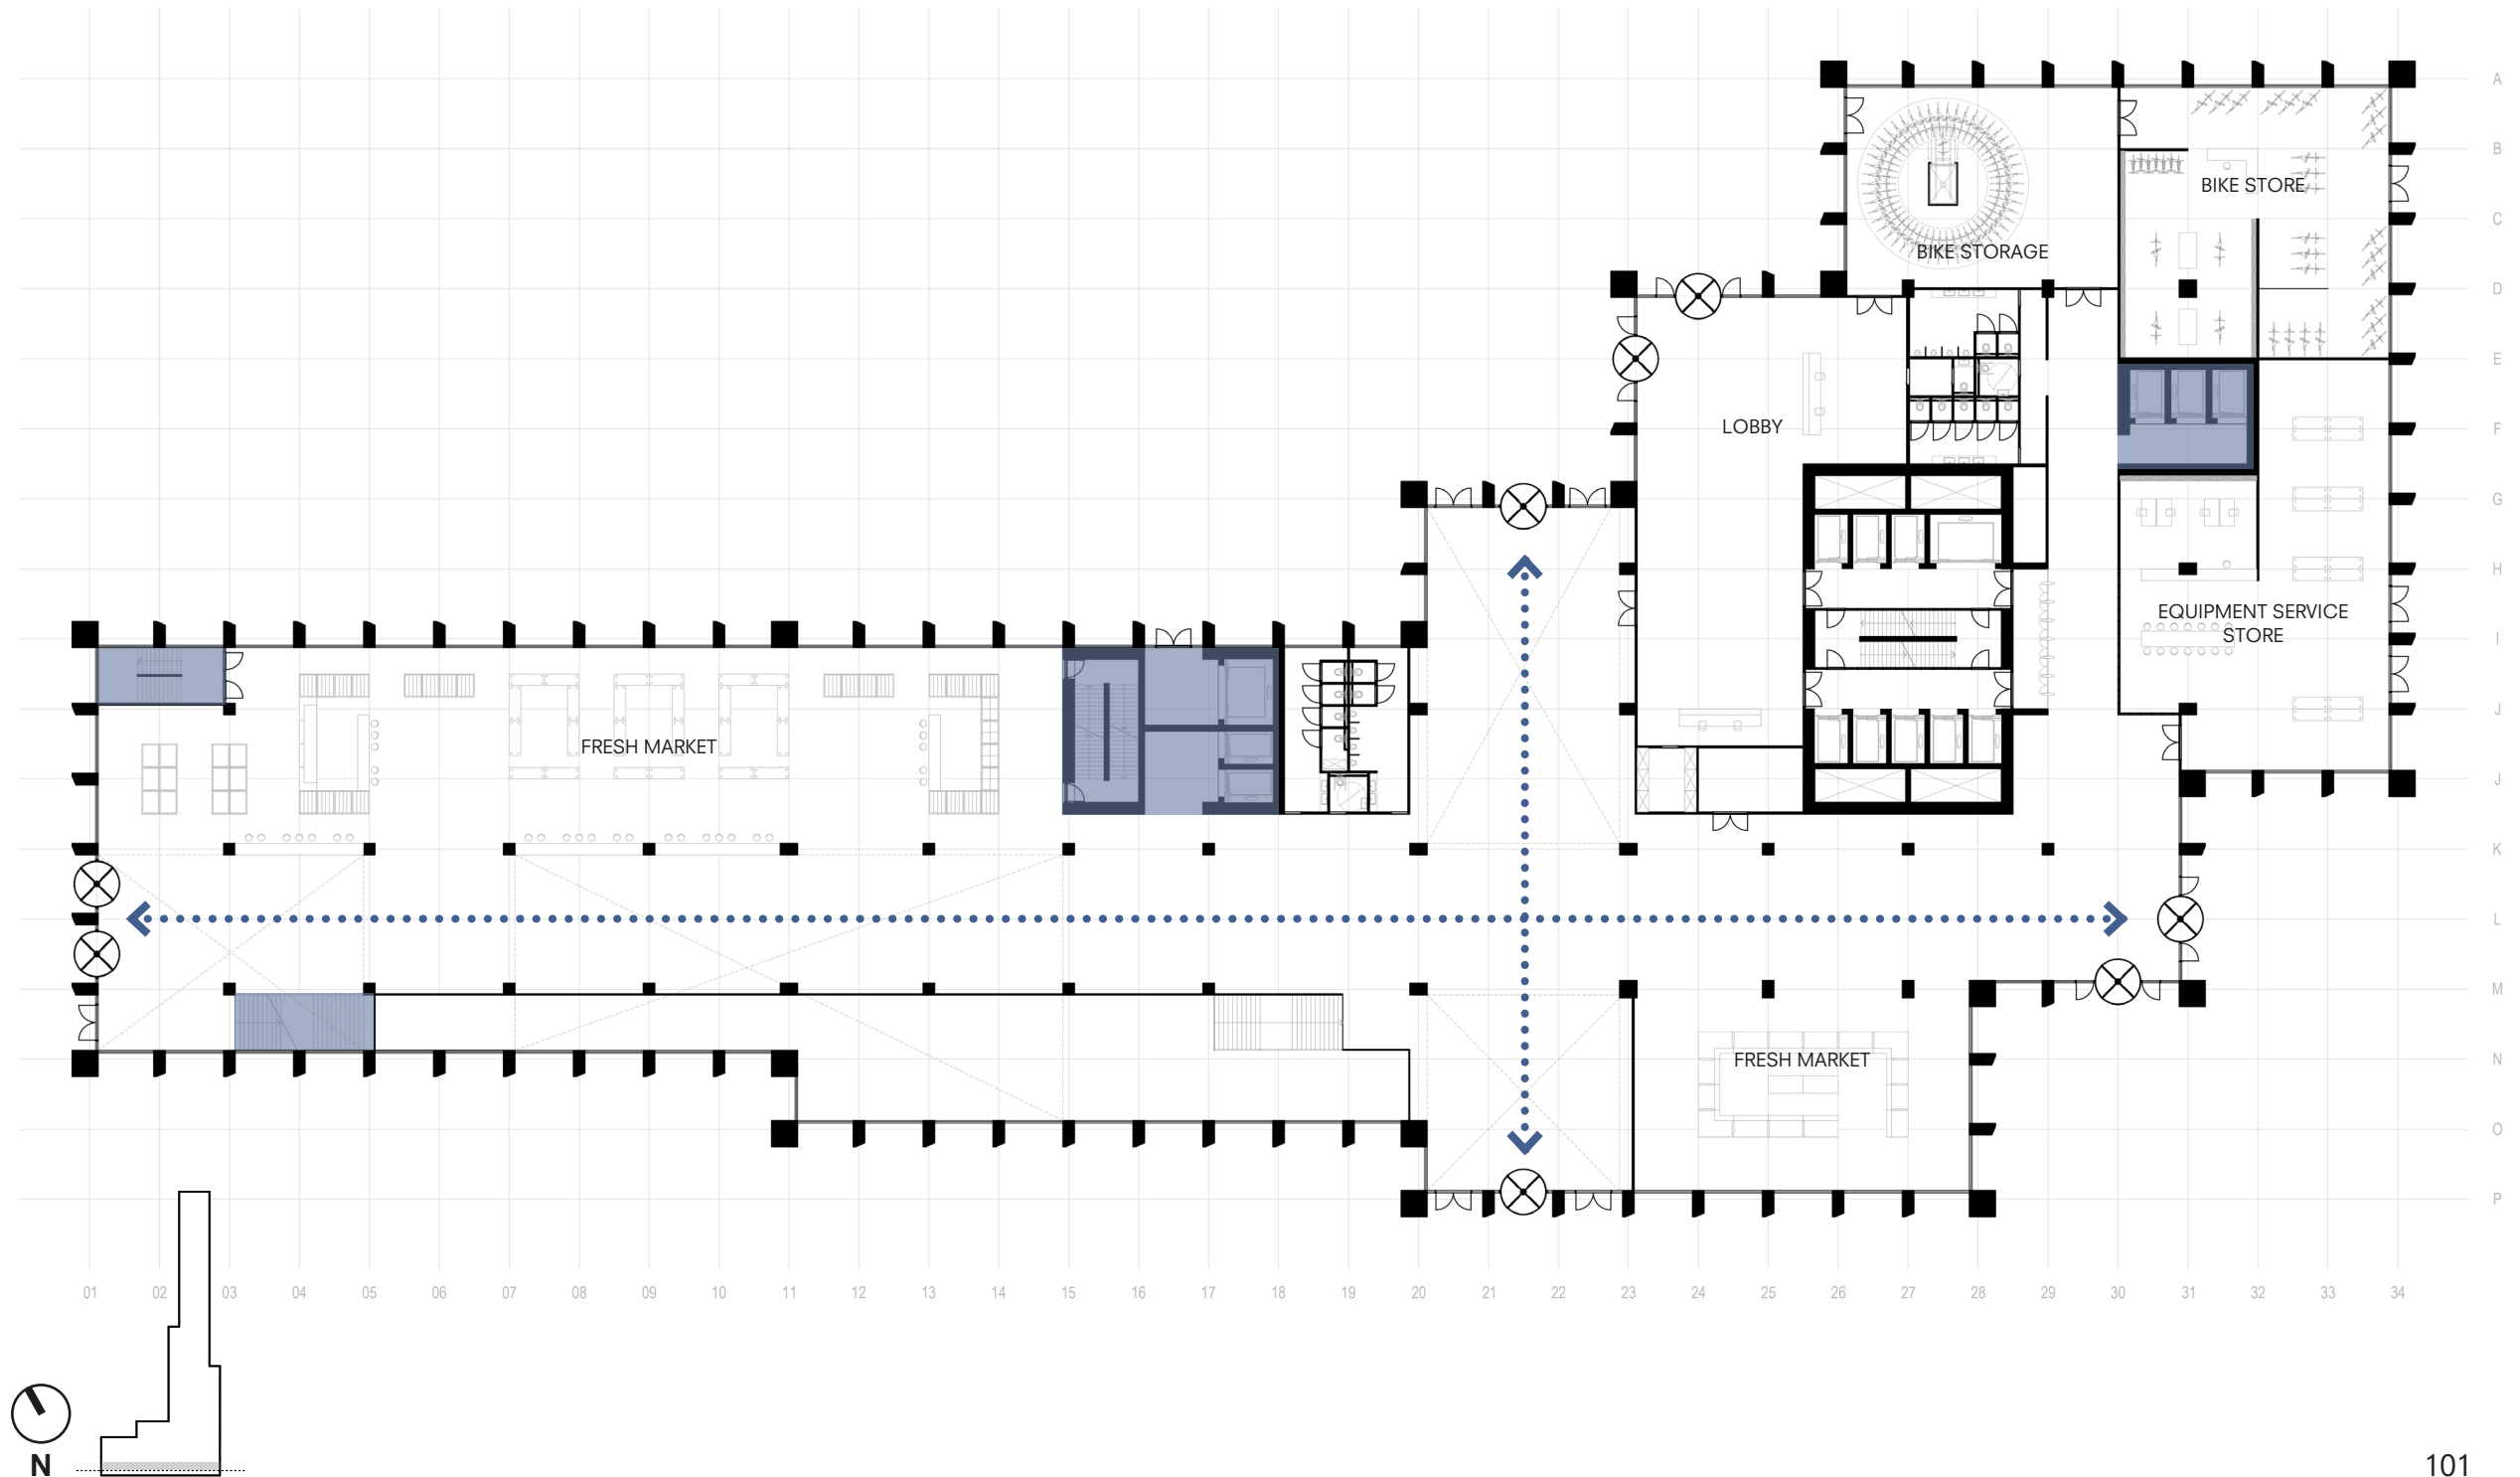 A
B
BIKE STORE
C
BIKE STORAGE
D
E
LOBBY
F
G
H
EQUIPMENT SERVICE
STORE
I
J
FRESH MARKET
J
K
L
M
FRESH MARKET
N
O
P
01 02 03 04 05 06 07 08 09 10 11 12 13 14 15 16 17 18 19 20 21 22 23 24 25 26 27 28 29 30 31 32 33 34
N
101